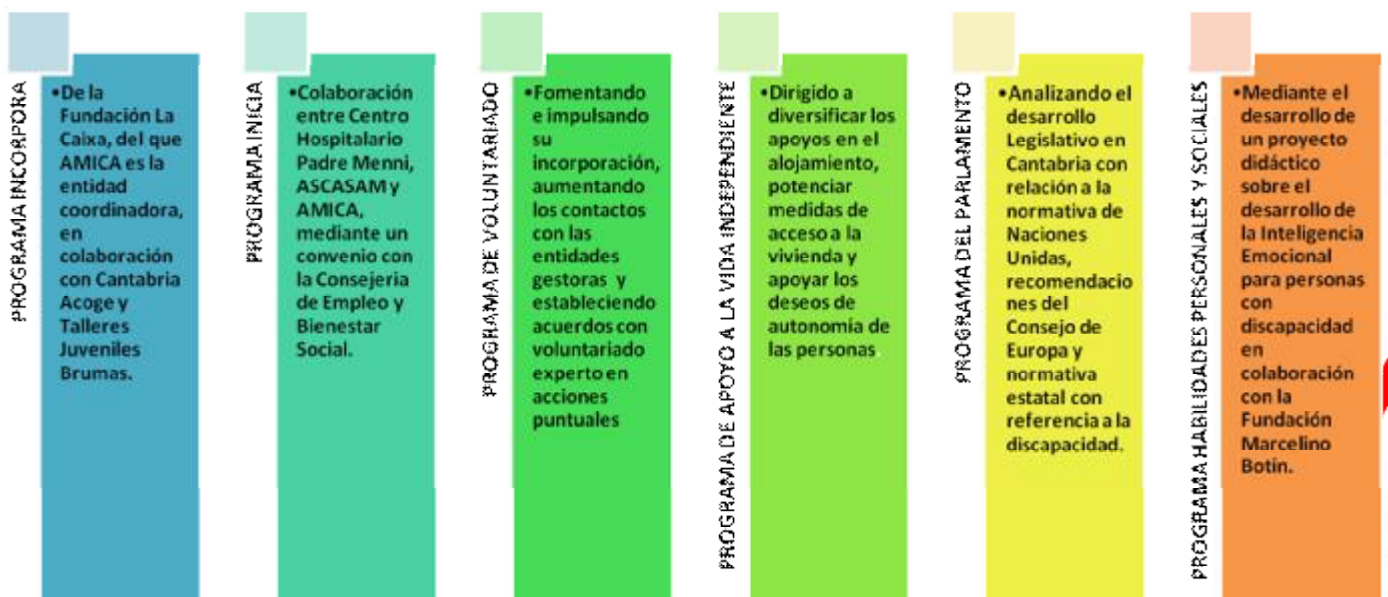 PROGRAMA INCORPORA
•De la
Fundación La
Caixa, del que
AMICA es la
entidad
coordinadora,
en
colaboración
con Cantabria
Acoge y
Talleres
Juveniles
Brumas.
PROGRAMA INICIA
•Colaboración
entre Centro
Hospitalario
Padre Menni,
ASCASAM y
AMICA,
mediante un
convenio con
la Consejeria
de Empleo y
Bienestar
Social.
PROGRAMA DE VOLUNTARIADO
•Fomentando
e impulsando
su
incorporación,
aumentando
los contactos
con las
entidades
gestoras y
estableciendo
acuerdos con
voluntariado
experto en
acciones
puntuales
PROGRAMA DE APOYO A LA VIDA INDEPENDIENTE
•Dirigido a
diversificar los
apoyos en el
alojamiento,
potenciar
medidas de
acceso a la
vivienda y
apoyar los
deseos de
autonomía de
las personas.
PROGRAMA DEL PARLAMENTO
•Analizando el
desarrollo
Legislativo en
Cantabria con
relación a la
normativa de
Naciones
Unidas,
recomendacio
nes del
Consejo de
Europa y
normativa
estatal con
referencia a la
discapacidad.
PROGRAMA HABILIDADES PERSONALES Y SOCIALES
•Mediante el
desarrollo de
un proyecto
didáctico
sobre el
desarrollo de
la Inteligencia
Emocional
para personas
con
discapacidad
en
colaboración
con la
Fundación
Marcelino
Botín.